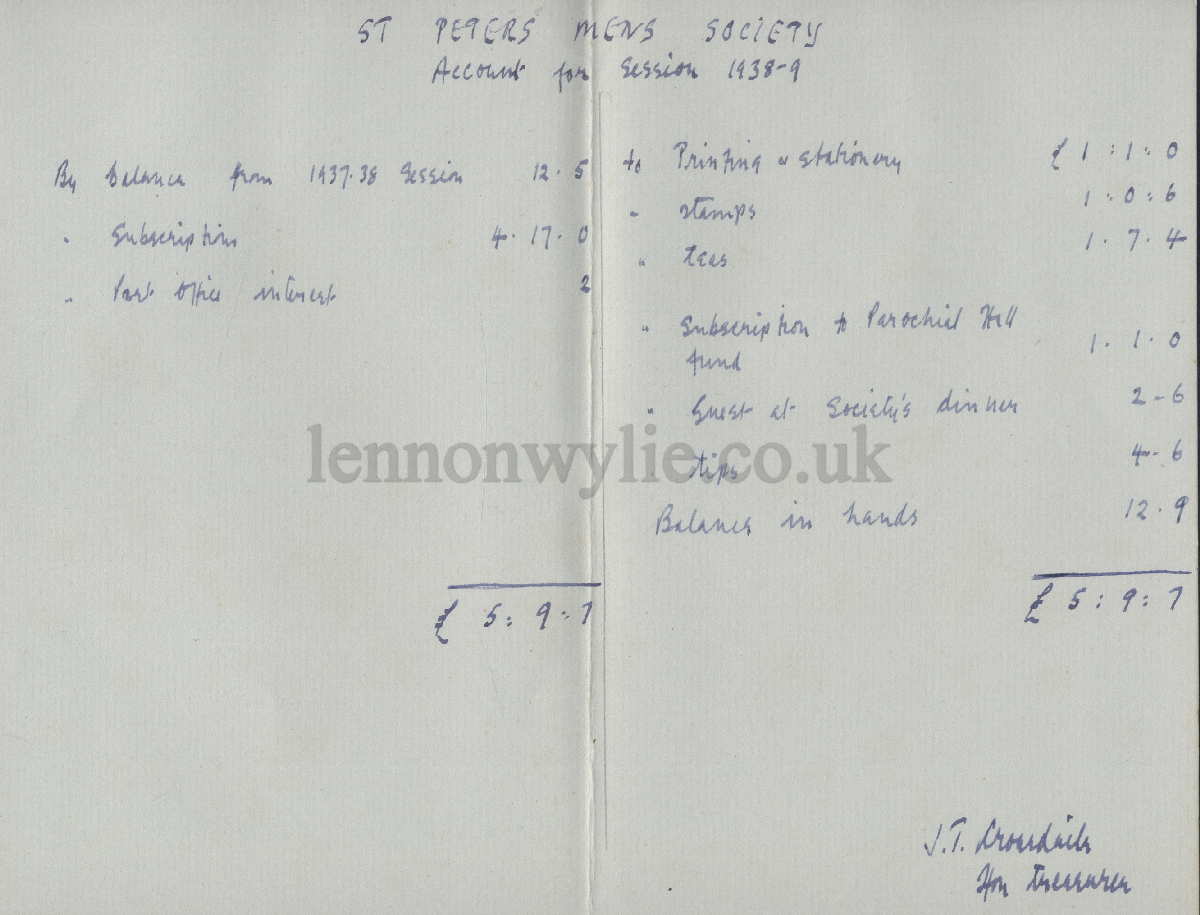 ST PETERS MENS SOCIETY
Account for Session 1938-9
By Balance from 1937-38 Session 12 . 5
" Subscriptions 4 . 17 . 0
" Post Office interest 2
£ 5 : 9 : 7
to Printing & stationery £ 1 : 1 : 0
" stamps 1 : 0 : 6
" teas 1 . 7 . 4
" Subscription to Parochial Hall
fund 1 . 1 . 0
" Guest at Society's dinner 2 - 6
" tips 4 - 6
Balance in hands 12 . 9
£ 5 : 9 : 7
lennonwylie.co.uk
J.T.
Hon treasurer